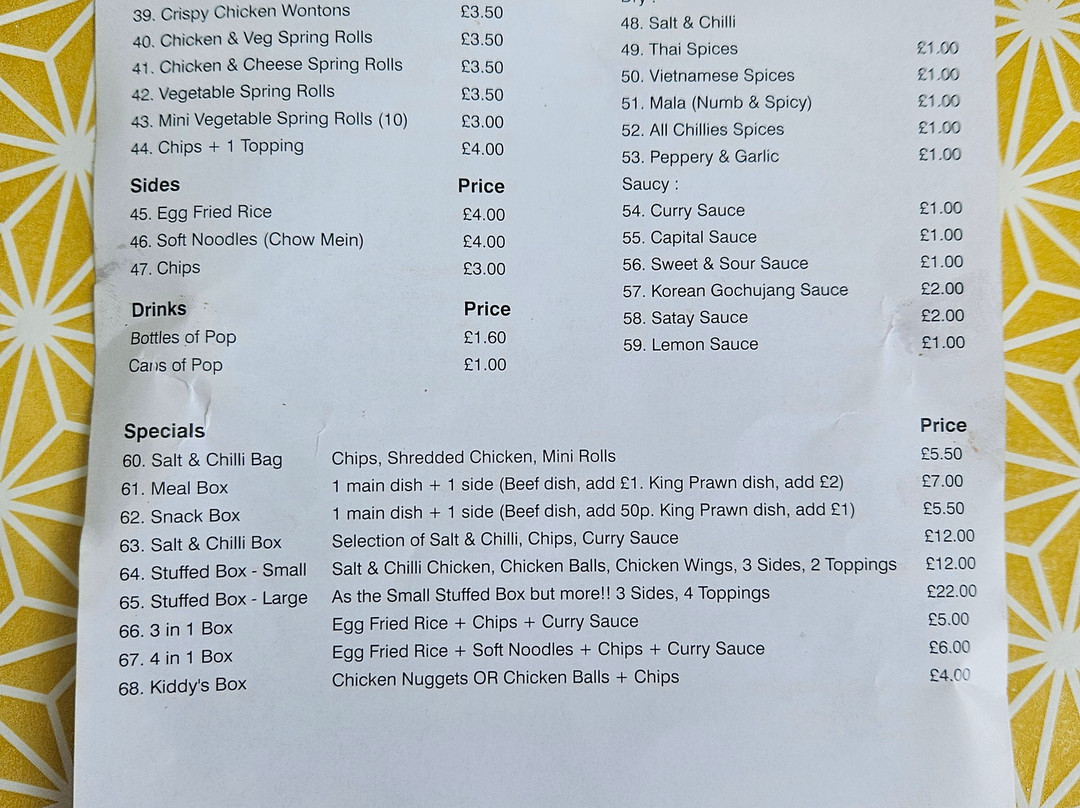 39. Crispy Chicken Wontons £3.50
40. Chicken & Veg Spring Rolls £3.50
41. Chicken & Cheese Spring Rolls £3.50
42. Vegetable Spring Rolls £3.50
43. Mini Vegetable Spring Rolls (10) £3.00
44. Chips + 1 Topping £4.00
Sides Price
45. Egg Fried Rice £4.00
46. Soft Noodles (Chow Mein) £4.00
47. Chips £3.00
Drinks Price
Bottles of Pop £1.60
Cans of Pop £1.00
48. Salt & Chilli
49. Thai Spices £1.00
50. Vietnamese Spices £1.00
51. Mala (Numb & Spicy) £1.00
52. All Chillies Spices £1.00
53. Peppery & Garlic £1.00
Saucy :
54. Curry Sauce £1.00
55. Capital Sauce £1.00
56. Sweet & Sour Sauce £1.00
57. Korean Gochujang Sauce £2.00
58. Satay Sauce £2.00
59. Lemon Sauce £1.00
Specials Price
60. Salt & Chilli Bag Chips, Shredded Chicken, Mini Rolls £5.50
61. Meal Box 1 main dish + 1 side (Beef dish, add £1. King Prawn dish, add £2) £7.00
62. Snack Box 1 main dish + 1 side (Beef dish, add 50p. King Prawn dish, add £1) £5.50
63. Salt & Chilli Box Selection of Salt & Chilli, Chips, Curry Sauce £12.00
64. Stuffed Box - Small Salt & Chilli Chicken, Chicken Balls, Chicken Wings, 3 Sides, 2 Toppings £12.00
65. Stuffed Box - Large As the Small Stuffed Box but more!! 3 Sides, 4 Toppings £22.00
66. 3 in 1 Box Egg Fried Rice + Chips + Curry Sauce £5.00
67. 4 in 1 Box Egg Fried Rice + Soft Noodles + Chips + Curry Sauce £6.00
68. Kiddy's Box Chicken Nuggets OR Chicken Balls + Chips £4.00